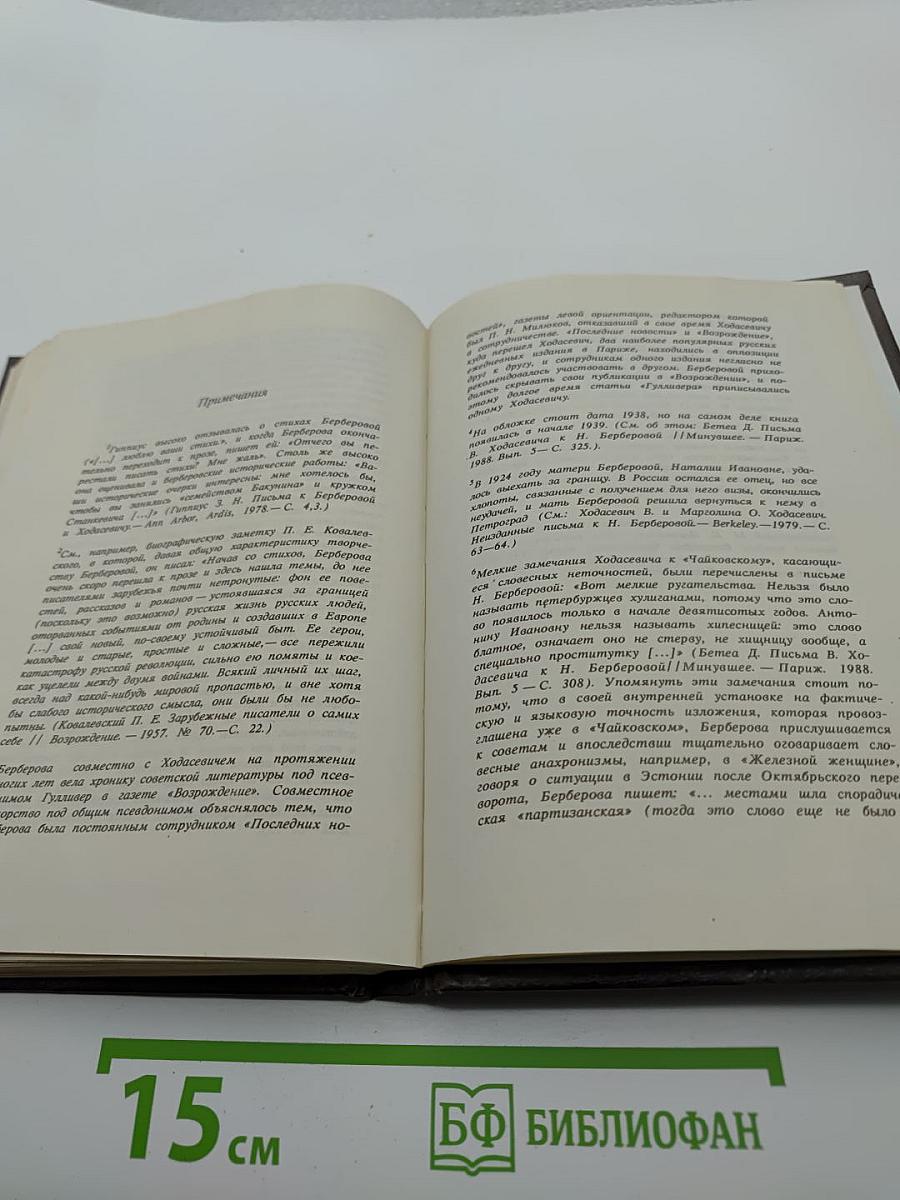 Примечания
¹Гиппиус высоко отзывалась о стихах Берберовой
(«[...] люблю ваши стихи»), и когда Берберова оконча-
тельно переходит к прозе, пишет ей: «Отчего вы пе-
рестали писать стихи? Мне жаль». Столь же высоко
она оценивала и берберовские исторические работы: «Ва-
ши исторические очерки интересны: мне хотелось бы,
чтобы вы занялись «семейством Бакунина» и кружком
Станкевича [...]» (Гиппиус З. Н. Письма к Берберовой
и Ходасевичу.— Ann Arbor, Ardis, 1978.— С. 4,3.)
²См., например, биографическую заметку П. Е. Ковалев-
ского, в которой, давая общую характеристику творче-
ству Берберовой, он писал: «Начав со стихов, Берберова
очень скоро перешла к прозе и здесь нашла темы, до нее
писателями зарубежья почти нетронутые: фон ее пове-
стей, рассказов и романов — устоявшаяся за границей
(поскольку это возможно) русская жизнь русских людей,
оторванных событиями от родины и создавших в Европе
[...] свой новый, по-своему устойчивый быт. Ее герои,
молодые и старые, простые и сложные,— все пережили
катастрофу русской революции, сильно ею помяты и кое-
как уцелели между двумя войнами. Всякий личный их шаг,
всегда над какой-нибудь мировой пропастью, и вне хотя
бы слабого исторического смысла, они были бы не любо-
пытны. (Ковалевский П. Е. Зарубежные писатели о самих
себе // Возрождение. — 1957. № 70.—С. 22.)
Берберова совместно с Ходасевичем на протяжении
ногих лет вела хронику советской литературы под псев-
нимом Гулливер в газете «Возрождение». Совместное
орство под общим псевдонимом объяснялось тем, что
берова была постоянным сотрудником «Последних но-
востей», газеты левой ориентации, редактором которой
был П. Н. Милюков, отказавший в свое время Ходасевичу
в сотрудничестве. «Последние новости» и «Возрождение»,
куда перешел Ходасевич, два наиболее популярных русских
ежедневных издания в Париже, находились в оппозиции
друг к другу, и сотрудникам одного издания негласно не
рекомендовалось участвовать в другом. Берберовой прихо-
дилось скрывать свои публикации в «Возрождении», и по-
этому долгое время статьи «Гулливера» приписывались
одному Ходасевичу.
⁴На обложке стоит дата 1938, но на самом деле книга
появилась в начале 1939. (См. об этом: Бетеа Д. Письма
В. Ходасевича к Н. Берберовой // Минувшее. — Париж.
1988. Вып. 5— С. 325.).
⁵В 1924 году матери Берберовой, Наталии Ивановне, уда-
лось выехать за границу. В России остался ее отец, но все
хлопоты, связанные с получением для него визы, окончились
неудачей, и мать Берберовой решила вернуться к нему в
Петроград (См.: Ходасевич В. и Марголина О. Ходасевич.
Неизданные письма к Н. Берберовой.— Berkeley.—1979.— С.
63—64.)
⁶Мелкие замечания Ходасевича к «Чайковскому», касающи-
еся словесных неточностей, были перечислены в письме
Н. Берберовой: «Вот мелкие ругательства. Нельзя было
называть петербуржцев хулиганами, потому что это сло-
во появилось только в начале девятисотых годов. Анто-
нину Ивановну нельзя называть хипесницей: это слово
блатное, означает оно не стерву, не хищницу вообще, а
специально проститутку [...]» (Бетеа Д. Письма В. Хо-
дасевича к Н. Берберовой//Минувшее. — Париж. 1988.
Вып. 5 — С. 308). Упомянуть эти замечания стоит по-
тому, что в своей внутренней установке на фактиче-
скую и языковую точность изложения, которая провоз-
глашена уже в «Чайковском», Берберова прислушивается
к советам и впоследствии тщательно оговаривает сло-
весные анахронизмы, например, в «Железной женщине»,
говоря о ситуации в Эстонии после Октябрьского пере
ворота, Берберова пишет: «... местами шла спорадиче
ская «партизанская» (тогда это слово еще не было
15 см
БФ БИБЛИОФАН